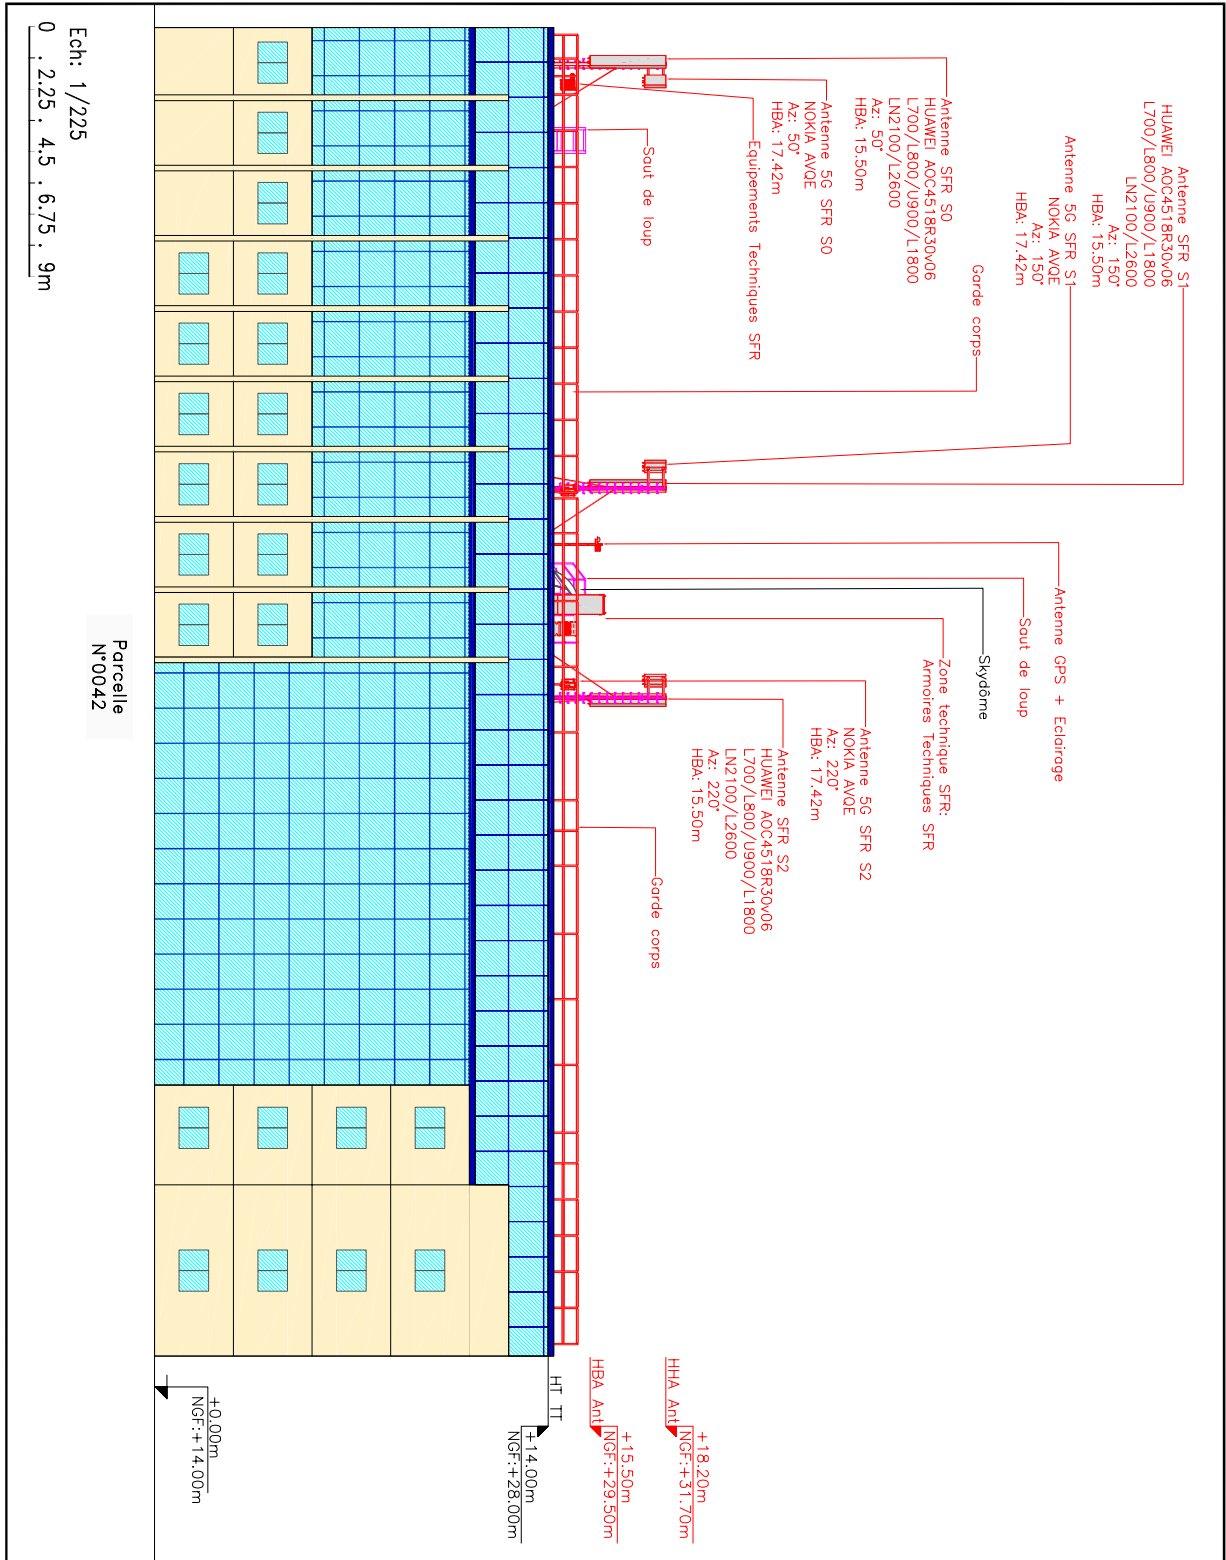 Antenne SFR S1
HUAWEI AOC4518R30v06
L700/L800/U900/L1800
LN2100/L2600
Az: 150°
HBA: 15.50m
Antenne 5G SFR S1
NOKIA AVQE
Az: 150°
HBA: 17.42m
Antenne GPS + Eclairage
Saut de loup
Skydôme
Garde corps
Zone technique SFR:
Armoires Techniques SFR
Antenne SFR S0
HUAWEI AOC4518R30v06
L700/L800/U900/L1800
LN2100/L2600
Az: 50°
HBA: 15.50m
Antenne 5G SFR S0
NOKIA AVQE
Az: 50°
HBA: 17.42m
Equipements Techniques SFR
Saut de loup
Antenne 5G SFR S2
NOKIA AVQE
Az: 220°
HBA: 17.42m
Antenne SFR S2
HUAWEI AOC4518R30v06
L700/L800/U900/L1800
LN2100/L2600
Az: 220°
HBA: 15.50m
Garde corps
+18.20m
HHA Ant
NGF:+31.70m
+15.50m
HBA Ant
NGF:+29.50m
HT TT
+14.00m
NGF:+28.00m
+0.00m
NGF:+14.00m
Parcelle
N°0042
Ech: 1/225
0 . 2.25 . 4.5 . 6.75 . 9m